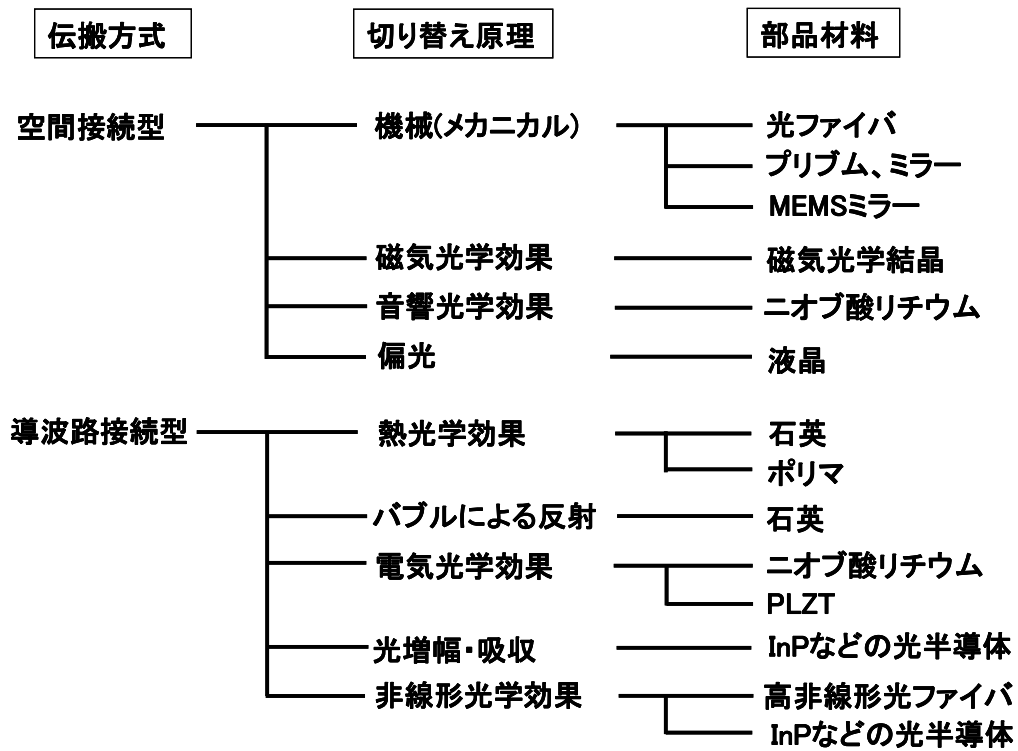 伝搬方式 切り替え原理 部品材料
空間接続型 機械(メカニカル) 光ファイバ
プリブム、ミラー
MEMSミラー
磁気光学効果 磁気光学結晶
音響光学効果 ニオブ酸リチウム
偏光 液晶
導波路接続型 熱光学効果 石英
ポリマ
バブルによる反射 石英
電気光学効果 ニオブ酸リチウム
PLZT
光増幅・吸収 InPなどの光半導体
非線形光学効果 高非線形光ファイバ
InPなどの光半導体